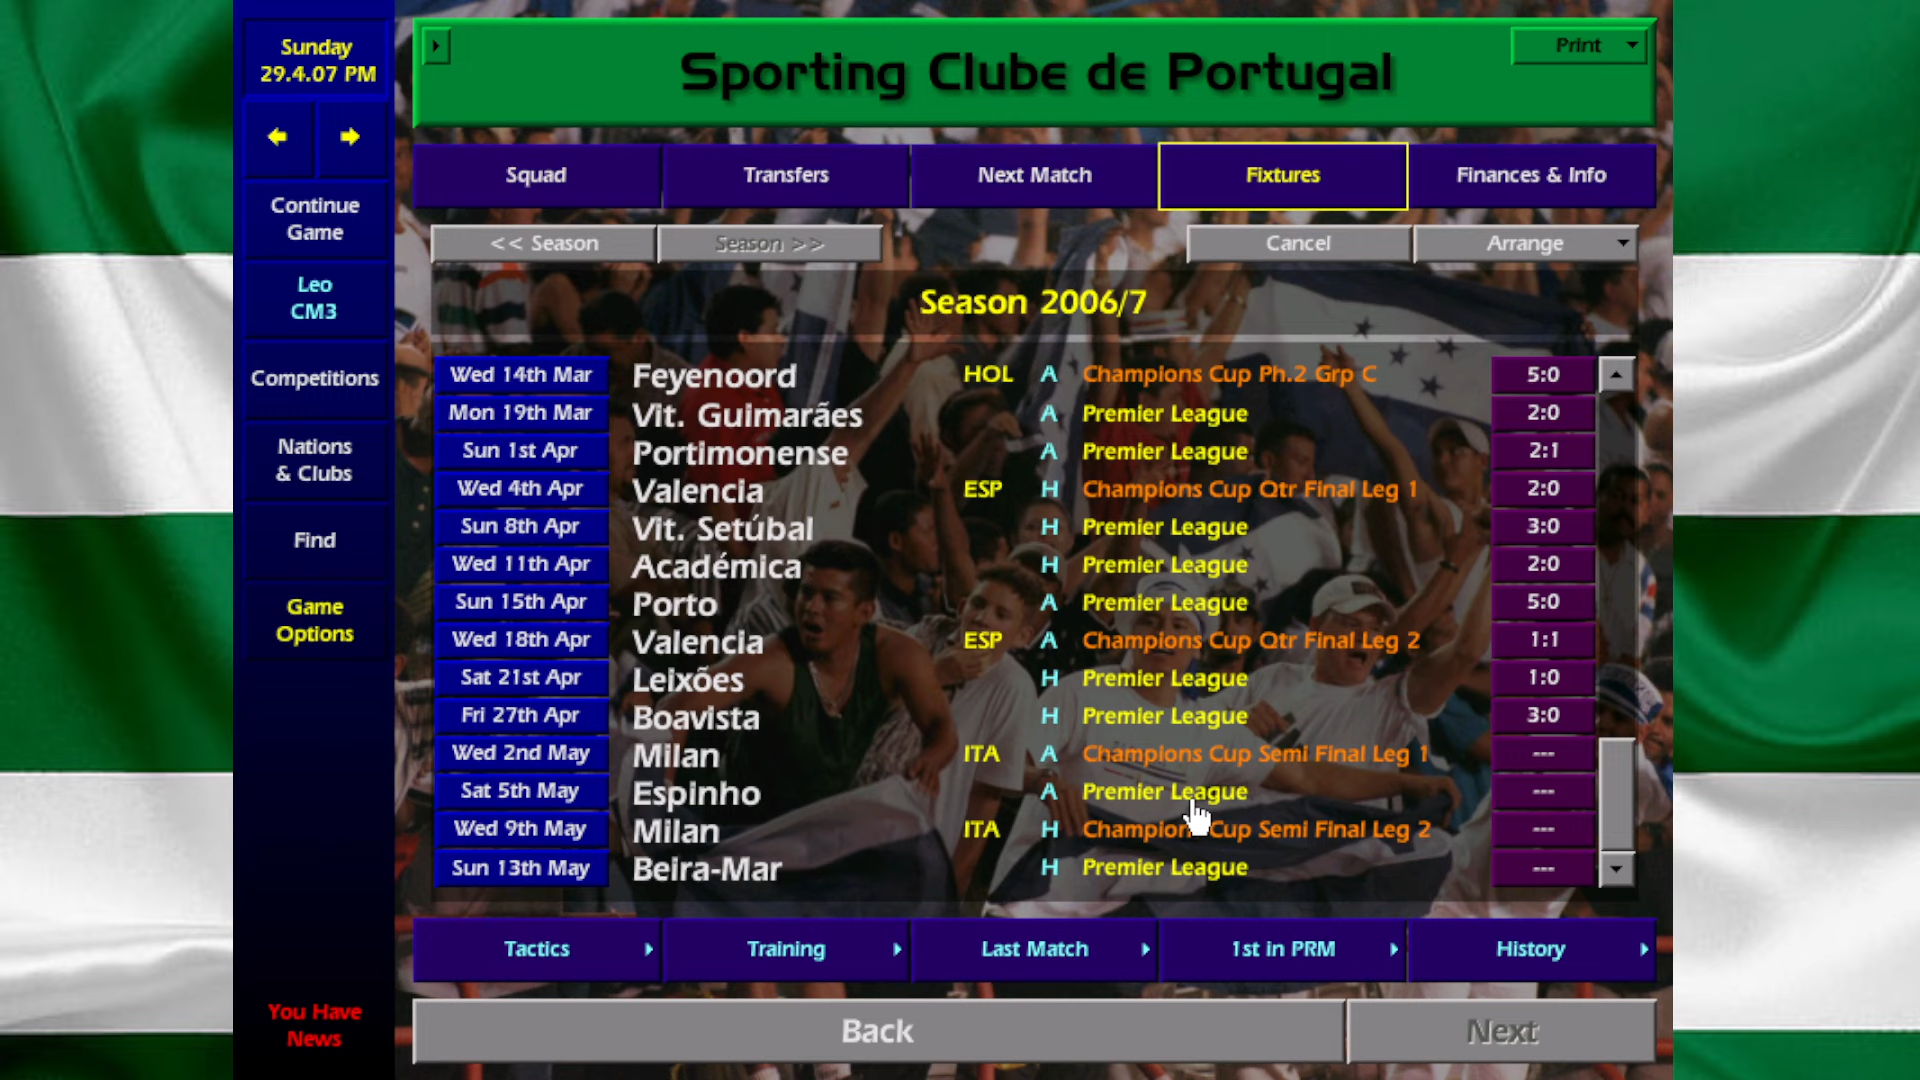 Sunday
29.4.07 PM
Continue
Game
Leo
CM3
Competitions
Nations
& Clubs
Find
Game
Options
You Have
News
Sporting Clube de Portugal
Print
Squad Transfers Next Match Fixtures Finances & Info
<< Season Season >> Cancel Arrange
Season 2006/7
Wed 14th Mar Feyenoord HOL A Champions Cup Ph.2 Grp C 5:0
Mon 19th Mar Vit. Guimarães A Premier League 2:0
Sun 1st Apr Portimonense A Premier League 2:1
Wed 4th Apr Valencia ESP H Champions Cup Qtr Final Leg 1 2:0
Sun 8th Apr Vit. Setúbal H Premier League 3:0
Wed 11th Apr Académica H Premier League 2:0
Sun 15th Apr Porto A Premier League 5:0
Wed 18th Apr Valencia ESP A Champions Cup Qtr Final Leg 2 1:1
Sat 21st Apr Leixões H Premier League 1:0
Fri 27th Apr Boavista H Premier League 3:0
Wed 2nd May Milan ITA A Champions Cup Semi Final Leg 1 ---
Sat 5th May Espinho A Premier League ---
Wed 9th May Milan ITA H Champions Cup Semi Final Leg 2 ---
Sun 13th May Beira-Mar H Premier League ---
Tactics Training Last Match 1st in PRM History
Back Next